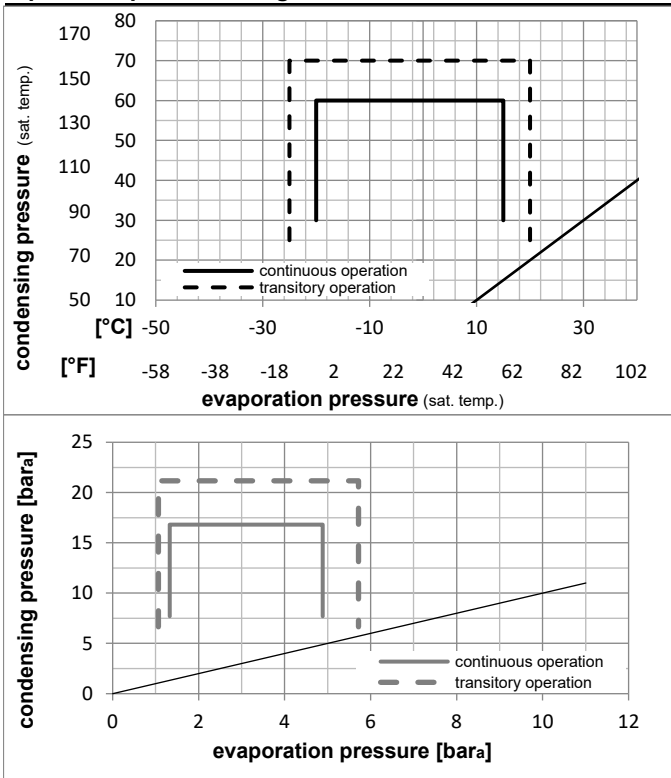 170 80
70
150
60
130
50
110
40
90
30
70
20
50 10
condensing pressure (sat. temp.)
continuous operation
transitory operation
[°C] -50 -30 -10 10 30
[°F] -58 -38 -18 2 22 42 62 82 102
evaporation pressure (sat. temp.)
25
20
15
10
5
0
condensing pressure [bara]
continuous operation
transitory operation
0 2 4 6 8 10 12
evaporation pressure [bara]